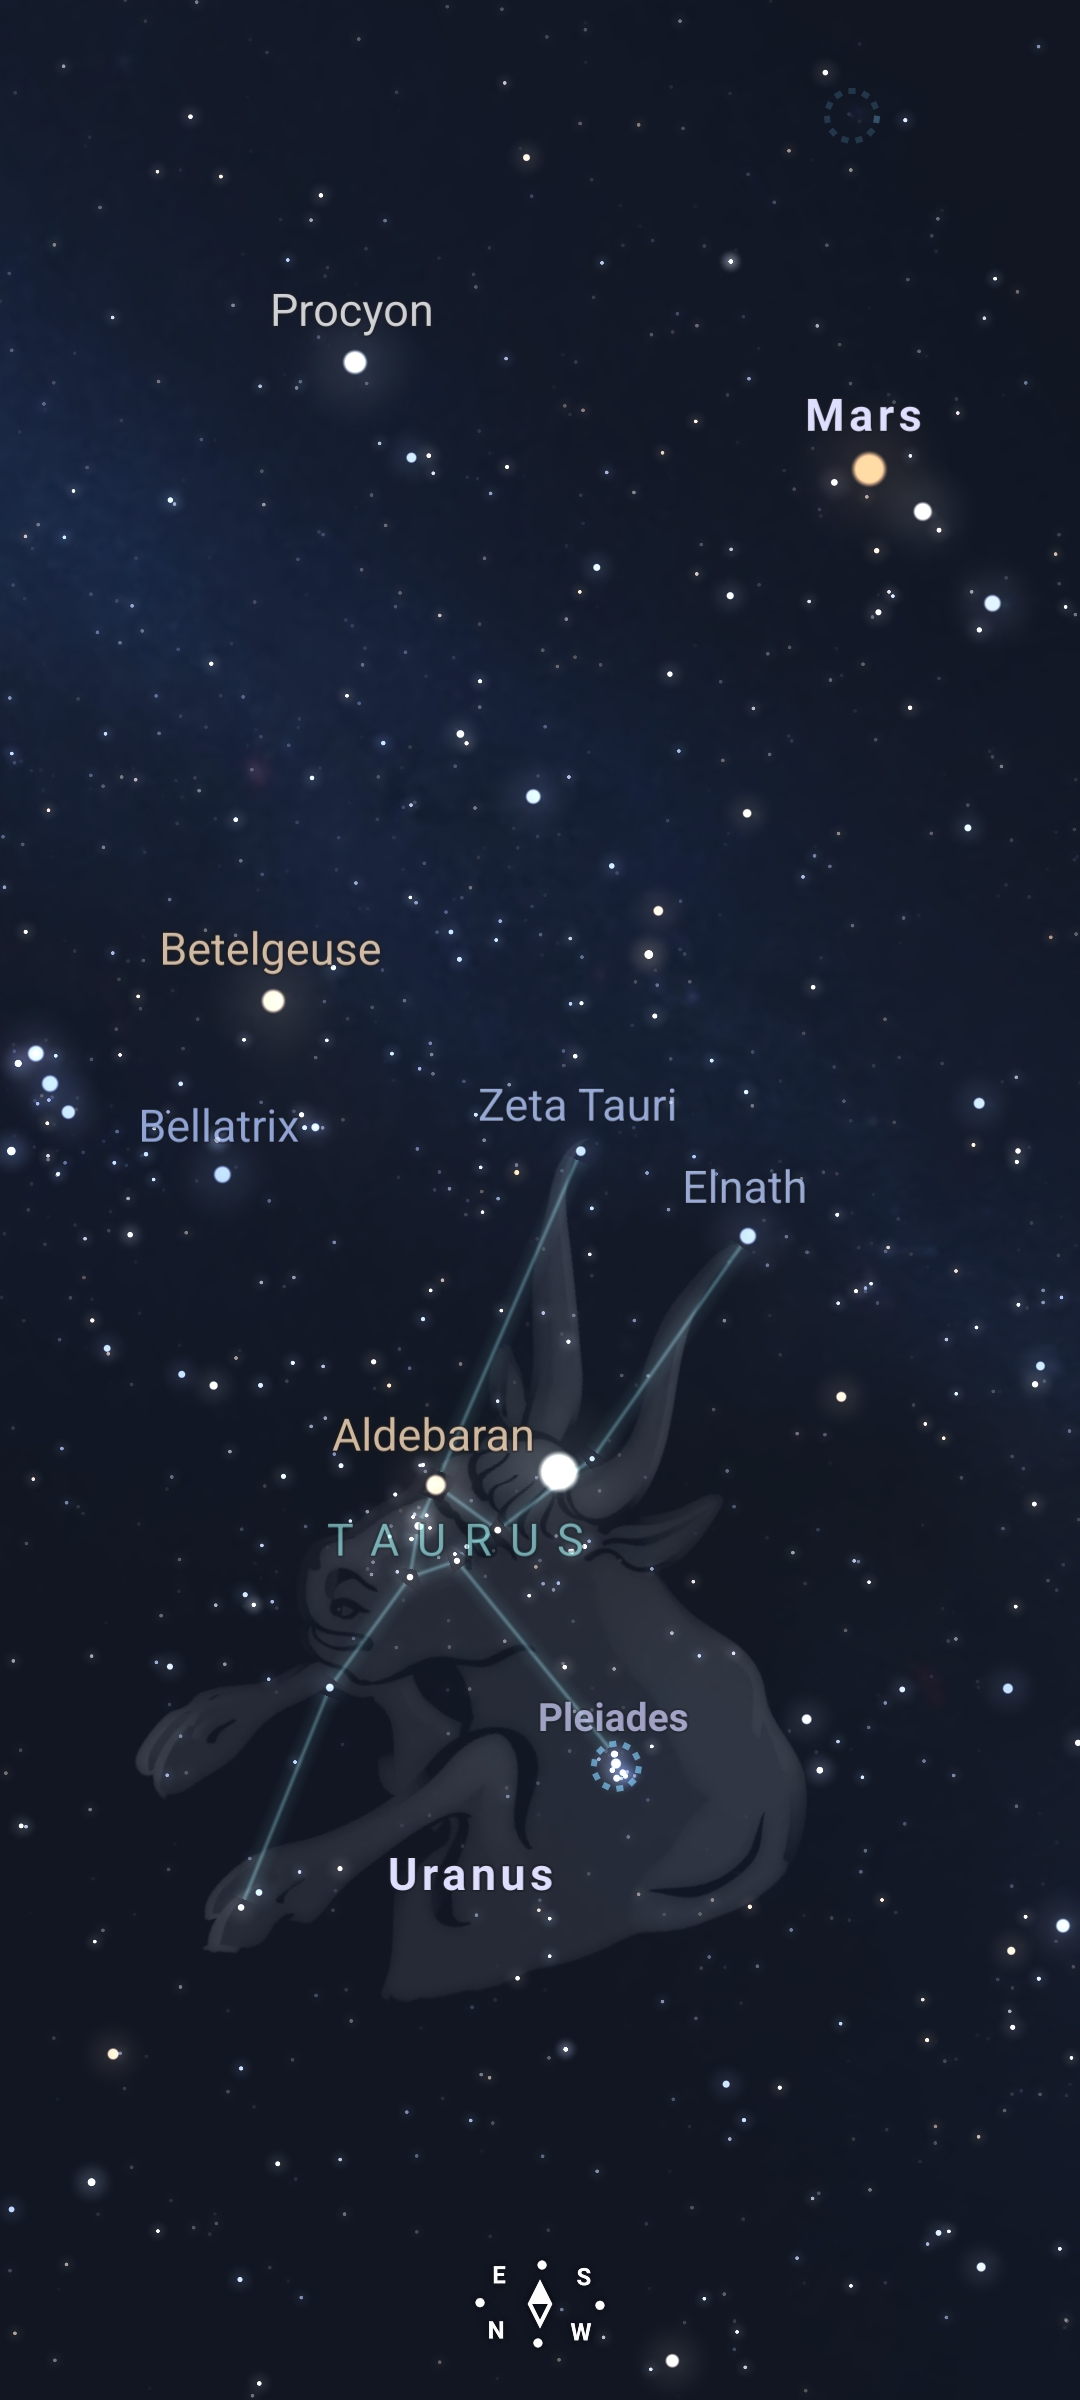 Procyon
Mars
Betelgeuse
Zeta Tauri
Bellatrix
Elnath
Aldebaran
TAURUS
Pleiades
Uranus
E S
N W